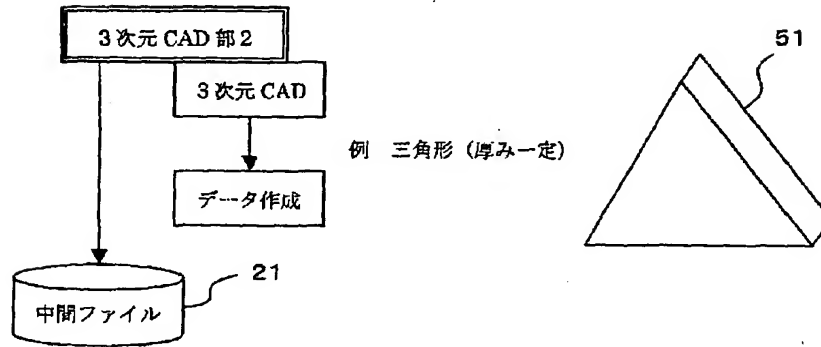 3次元CAD部2
51
3次元CAD
例 三角形 (厚み一定)
データ作成
21
中間ファイル